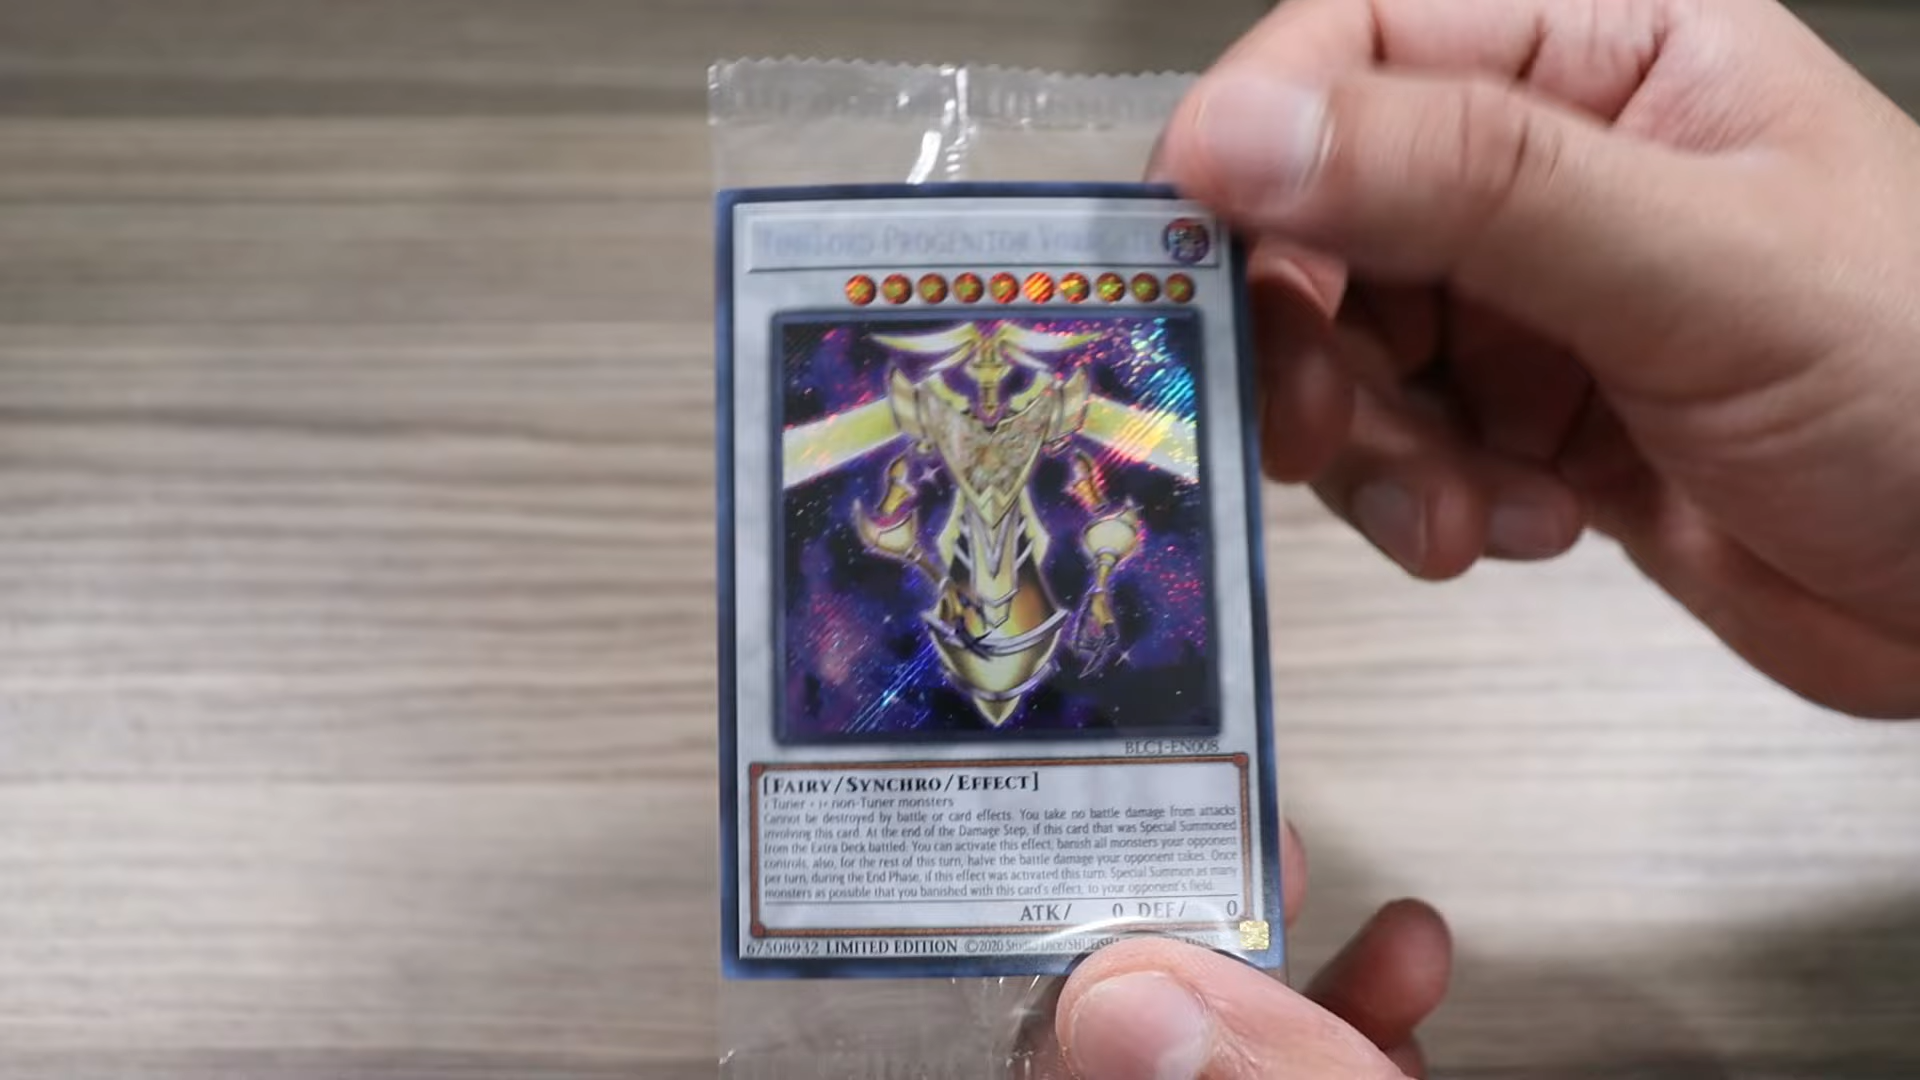 PROGENITOR
BLC1-EN008
[FAIRY/SYNCHRO/EFFECT]
1 Tuner + 1+ non-Tuner monsters
Cannot be destroyed by battle or card effects. You take no battle damage from attacks
involving this card. At the end of the Damage Step, if this card that was Special Summoned
from the Extra Deck battled: You can activate this effect; banish all monsters your opponent
controls, also, for the rest of this turn, halve the battle damage your opponent takes. Once
per turn, during the End Phase, if this effect was activated this turn: Special Summon as many
monsters as possible that you banished with this card's effect, to your opponent's field.
ATK/ 0 DEF/ 0
67508932 LIMITED EDITION ©2020 Studio Dice/SHUEISHA